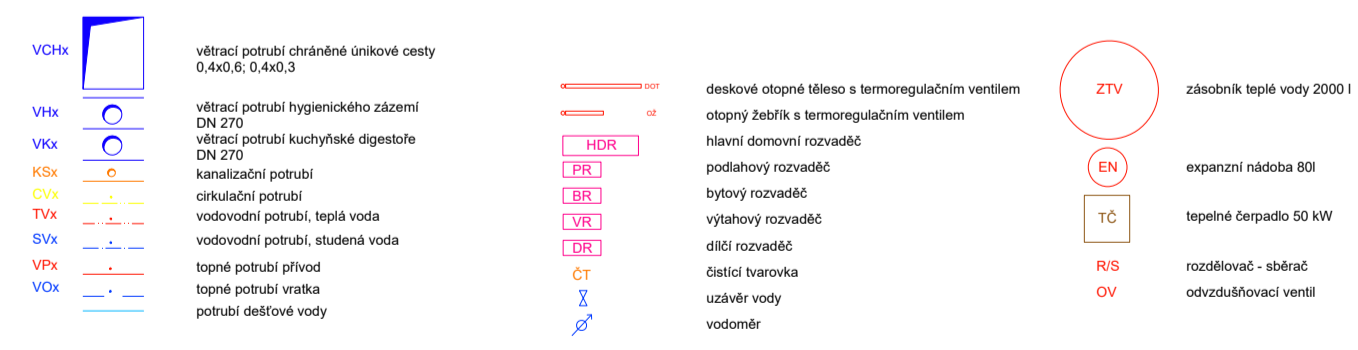 VCHx větrací potrubí chráněné únikové cesty
0,4x0,6; 0,4x0,3
VHx větrací potrubí hygienického zázemí
DN 270
VKx větrací potrubí kuchyňské digestoře
DN 270
KSx kanalizační potrubí
CVx cirkulační potrubí
TVx vodovodní potrubí, teplá voda
SVx vodovodní potrubí, studená voda
VPx topné potrubí přívod
VOx topné potrubí vratka
potrubí dešťové vody
DOT deskové otopné těleso s termoregulačním ventilem
OŽ otopný žebřík s termoregulačním ventilem
HDR hlavní domovní rozvaděč
PR podlahový rozvaděč
BR bytový rozvaděč
VR výtahový rozvaděč
DR dílčí rozvaděč
ČT čistící tvarovka
uzávěr vody
vodoměr
ZTV zásobník teplé vody 2000 l
EN expanzní nádoba 80l
TČ tepelné čerpadlo 50 kW
R/S rozdělovač - sběrač
OV odvzdušňovací ventil